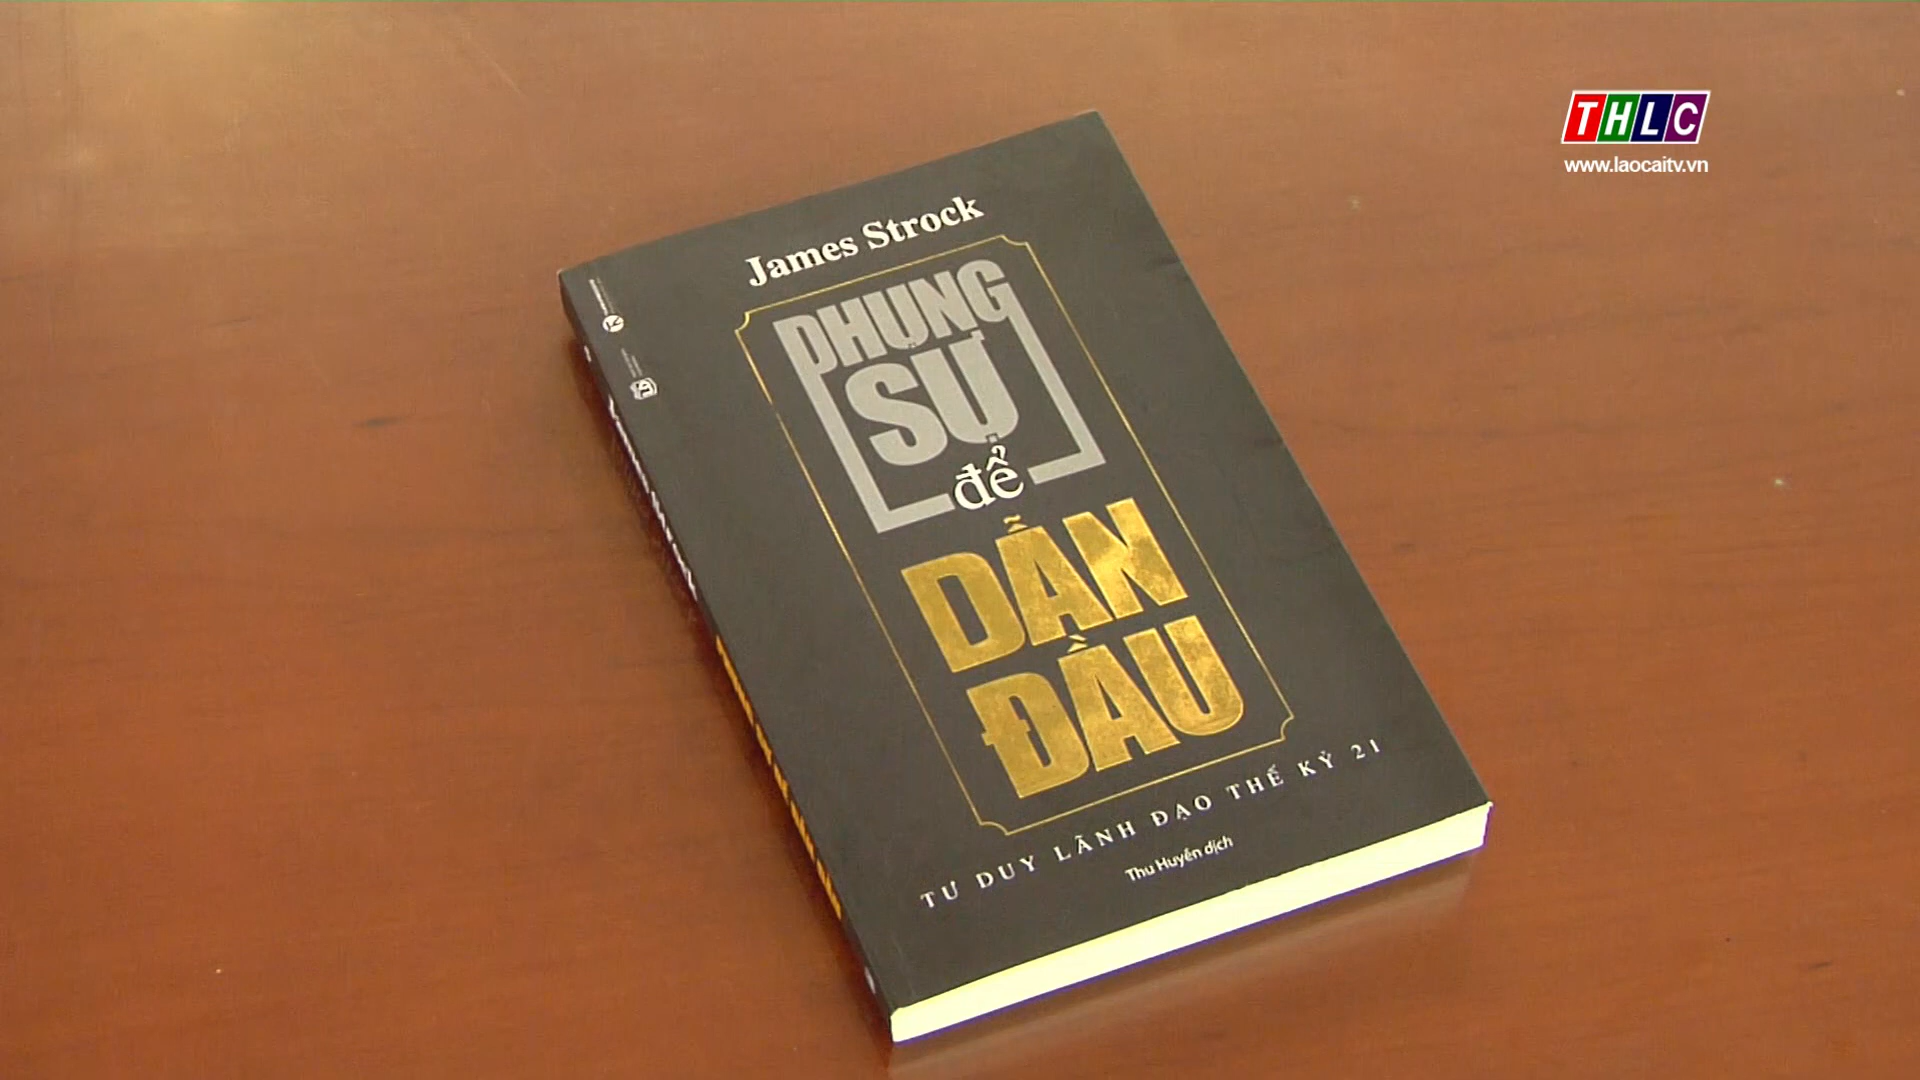 THLC
www.laocaitv.vn
James Strock
PHỤNG
SỰ
để
DẪN
ĐẦU
TƯ DUY LÃNH ĐẠO THẾ KỶ 21
Thu Huyền dịch